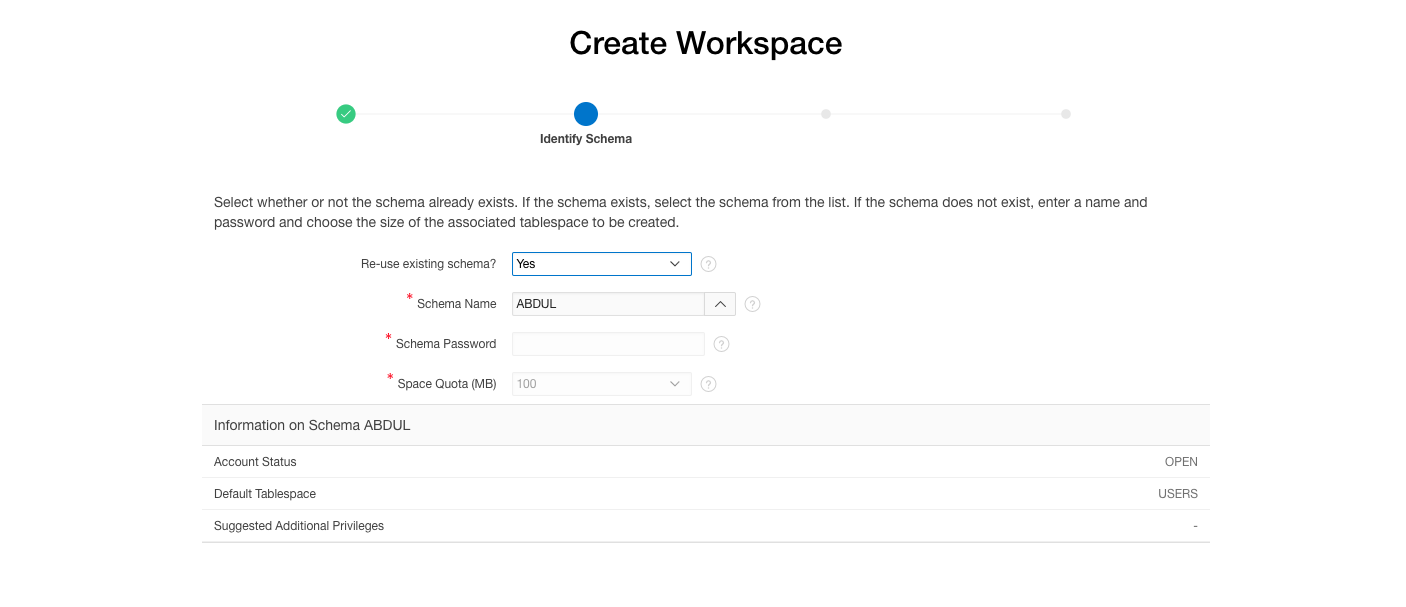 Create Workspace
Identify Schema
Select whether or not the schema already exists. If the schema exists, select the schema from the list. If the schema does not exist, enter a name and
password and choose the size of the associated tablespace to be created.
Re-use existing schema? Yes ?
* Schema Name ABDUL ?
* Schema Password ?
* Space Quota (MB) 100 ?
Information on Schema ABDUL
Account Status OPEN
Default Tablespace USERS
Suggested Additional Privileges -